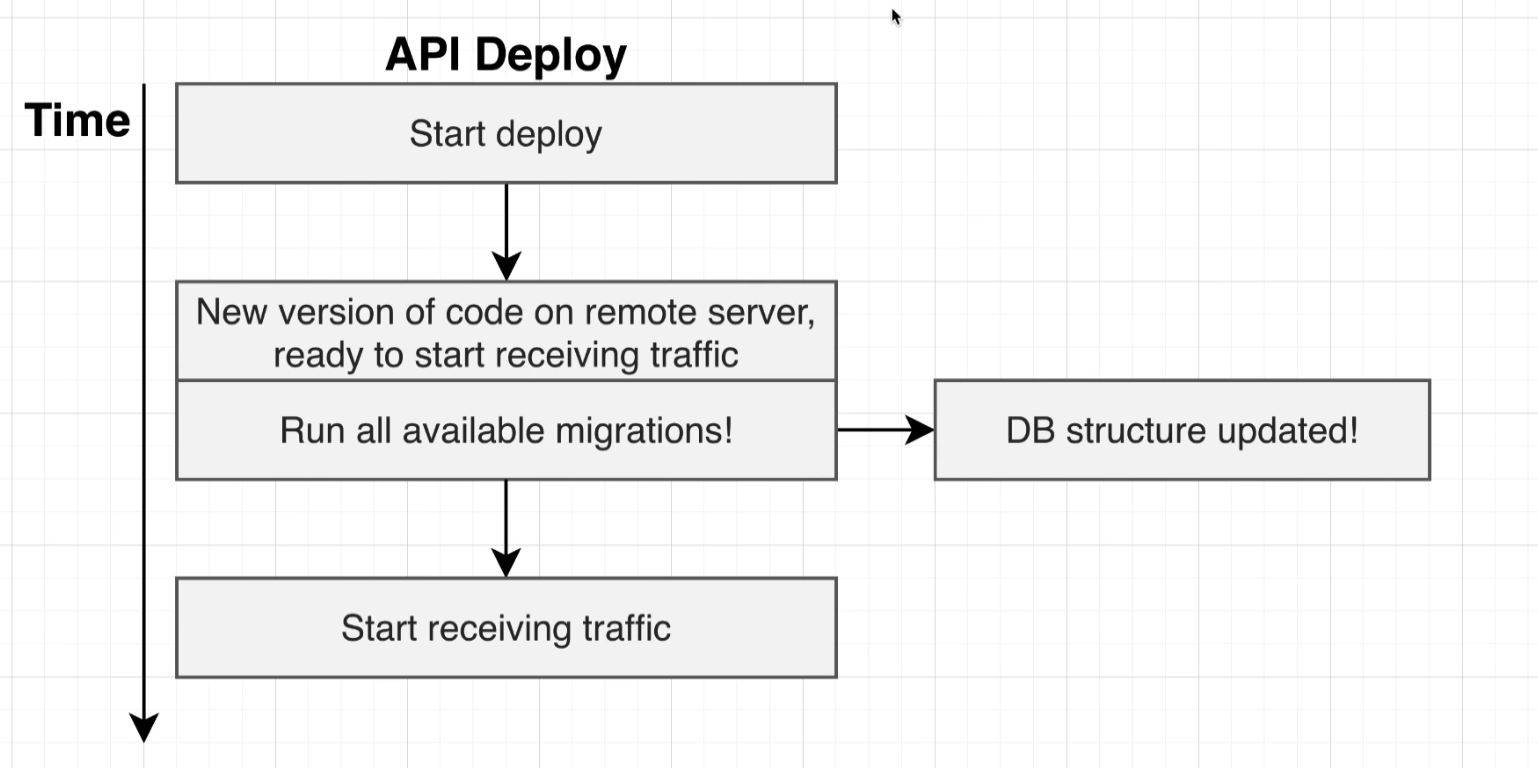 API Deploy
Time
Start deploy
New version of code on remote server,
ready to start receiving traffic
Run all available migrations!
DB structure updated!
Start receiving traffic